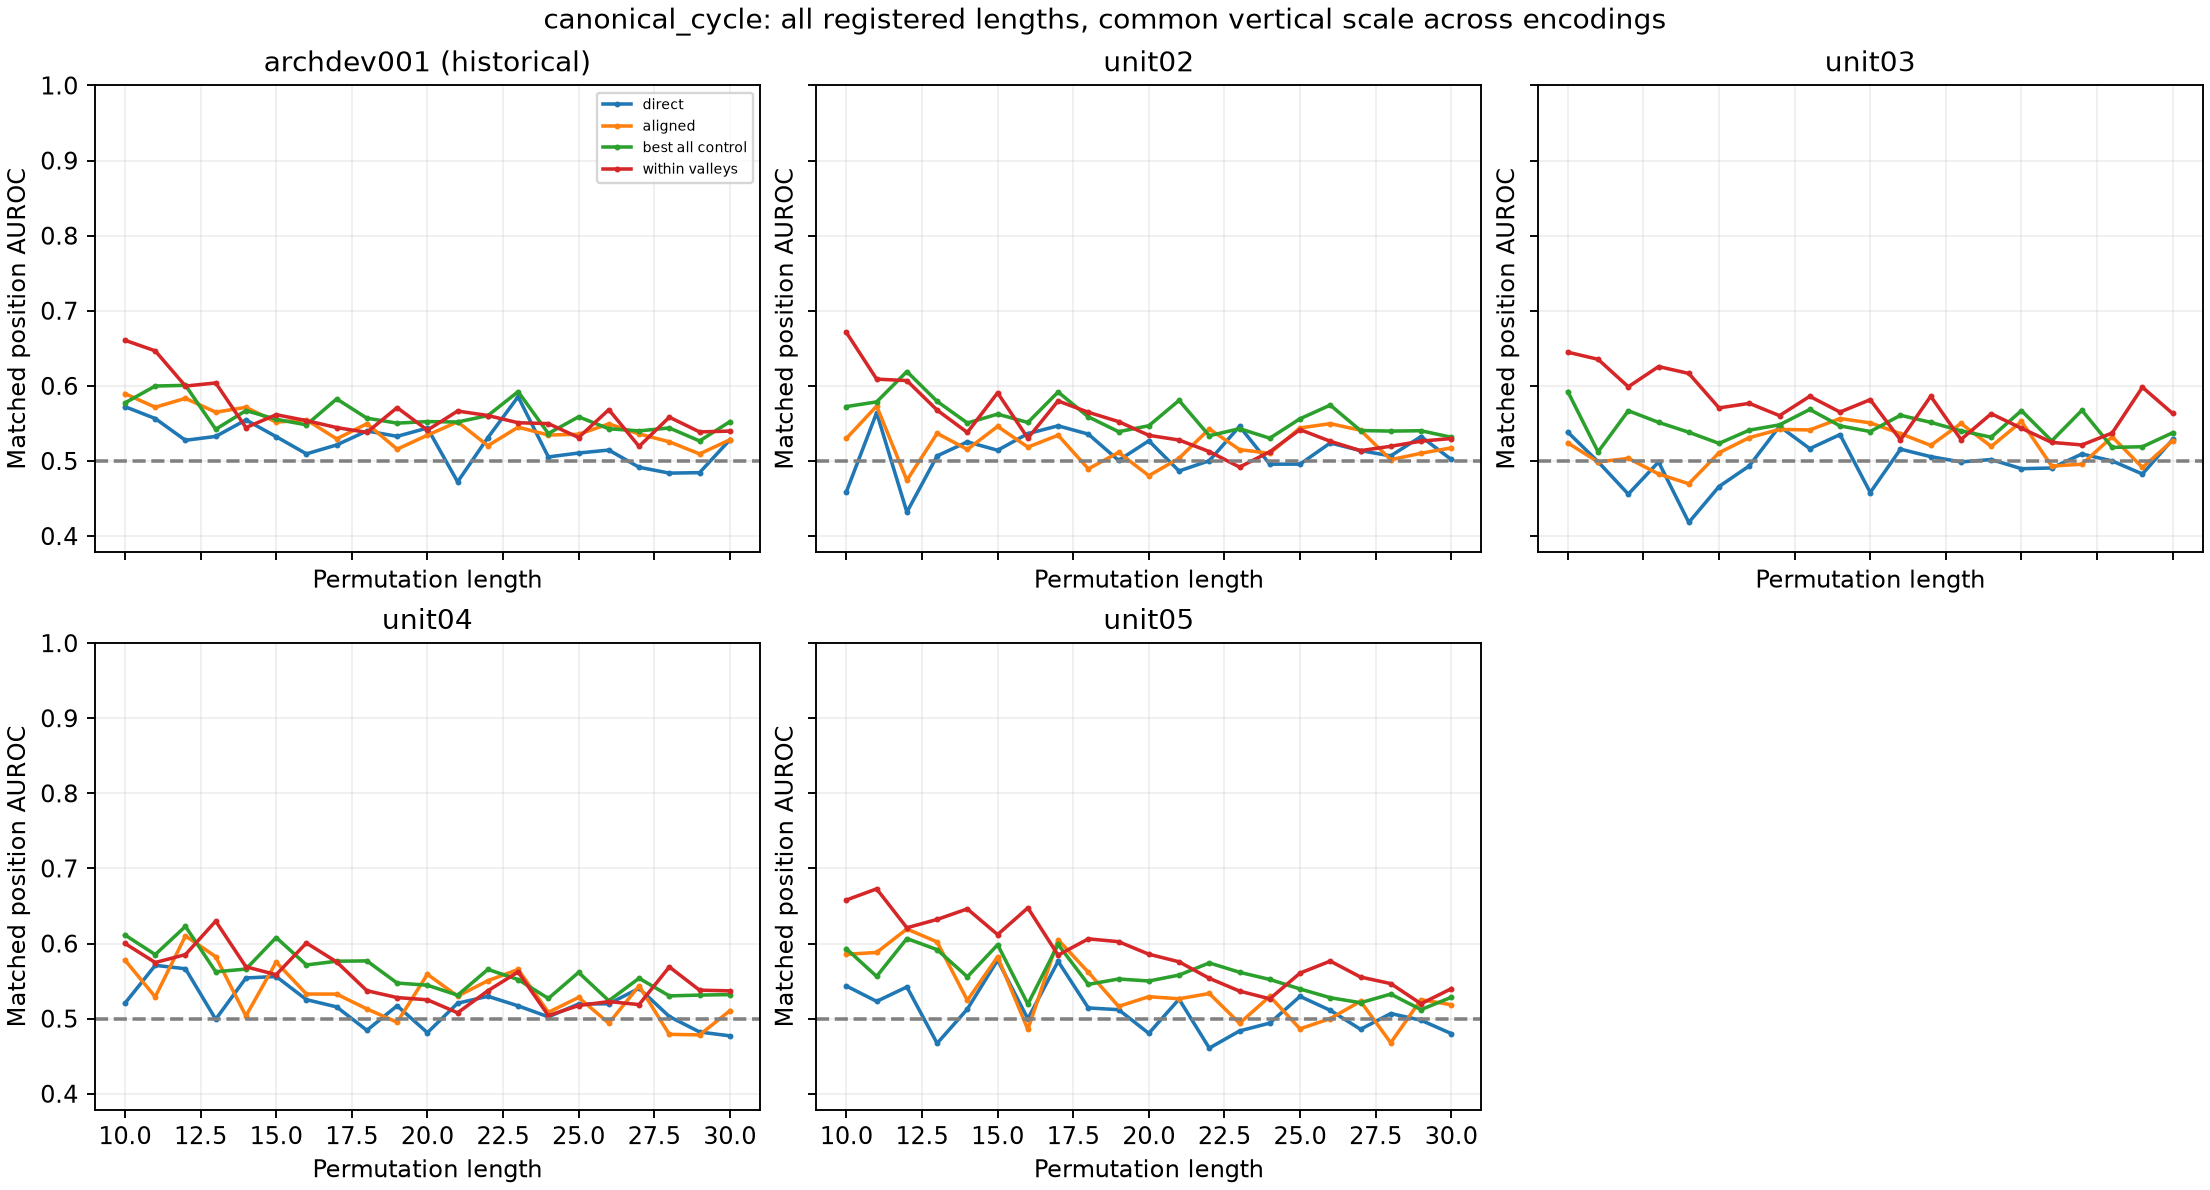 canonical_cycle: all registered lengths, common vertical scale across encodings
archdev001 (historical)
unit02
unit03
1.0
0.9
0.8
0.7
0.6
0.5
0.4
Matched position AUROC
direct
aligned
best all control
within valleys
Matched position AUROC
Matched position AUROC
Permutation length
Permutation length
Permutation length
unit04
unit05
1.0
0.9
0.8
0.7
0.6
0.5
0.4
Matched position AUROC
Matched position AUROC
10.0 12.5 15.0 17.5 20.0 22.5 25.0 27.5 30.0
10.0 12.5 15.0 17.5 20.0 22.5 25.0 27.5 30.0
Permutation length
Permutation length